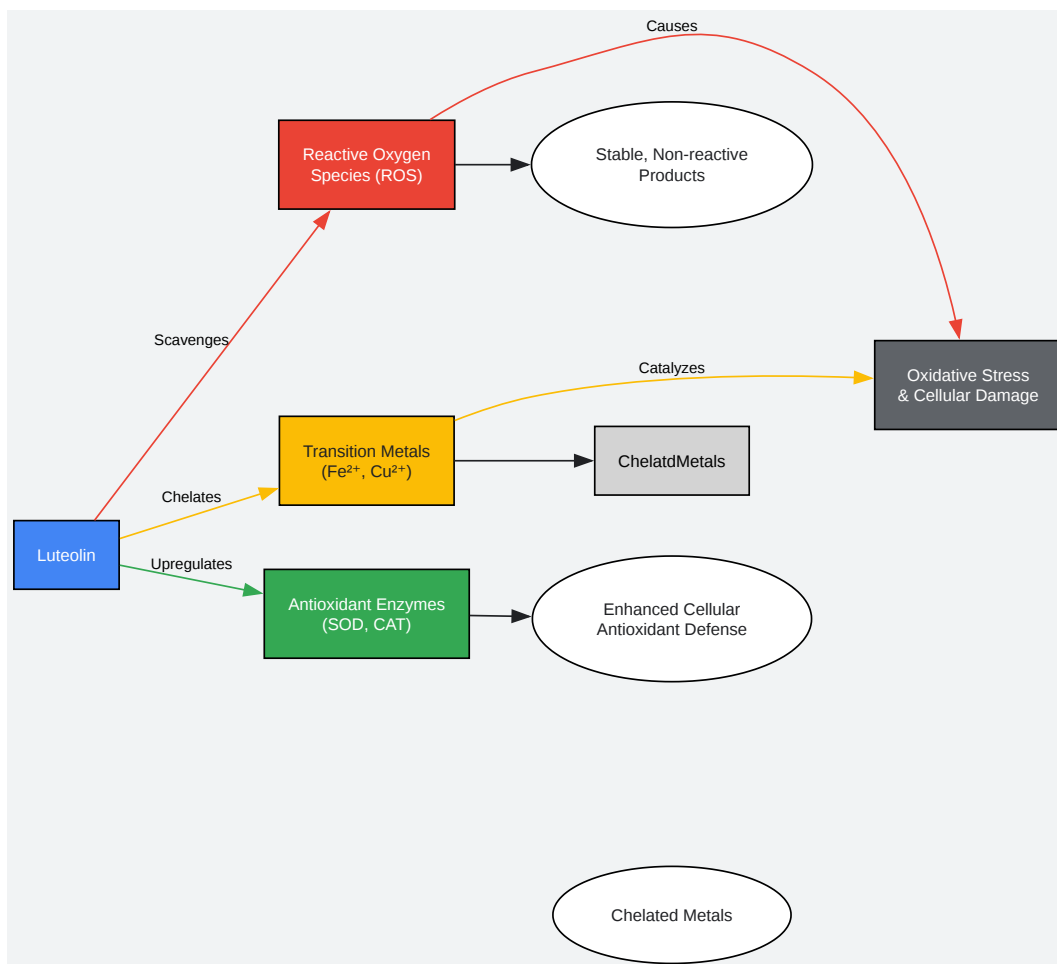 Causes
Reactive Oxygen
Species (ROS)
Stable, Non-reactive
Products
Scavenges
Catalyzes
Oxidative Stress
& Cellular Damage
Transition Metals
(Fe²⁺, Cu²⁺)
ChelatdMetals
Chelates
Luteolin
Upregulates
Antioxidant Enzymes
(SOD, CAT)
Enhanced Cellular
Antioxidant Defense
Chelated Metals